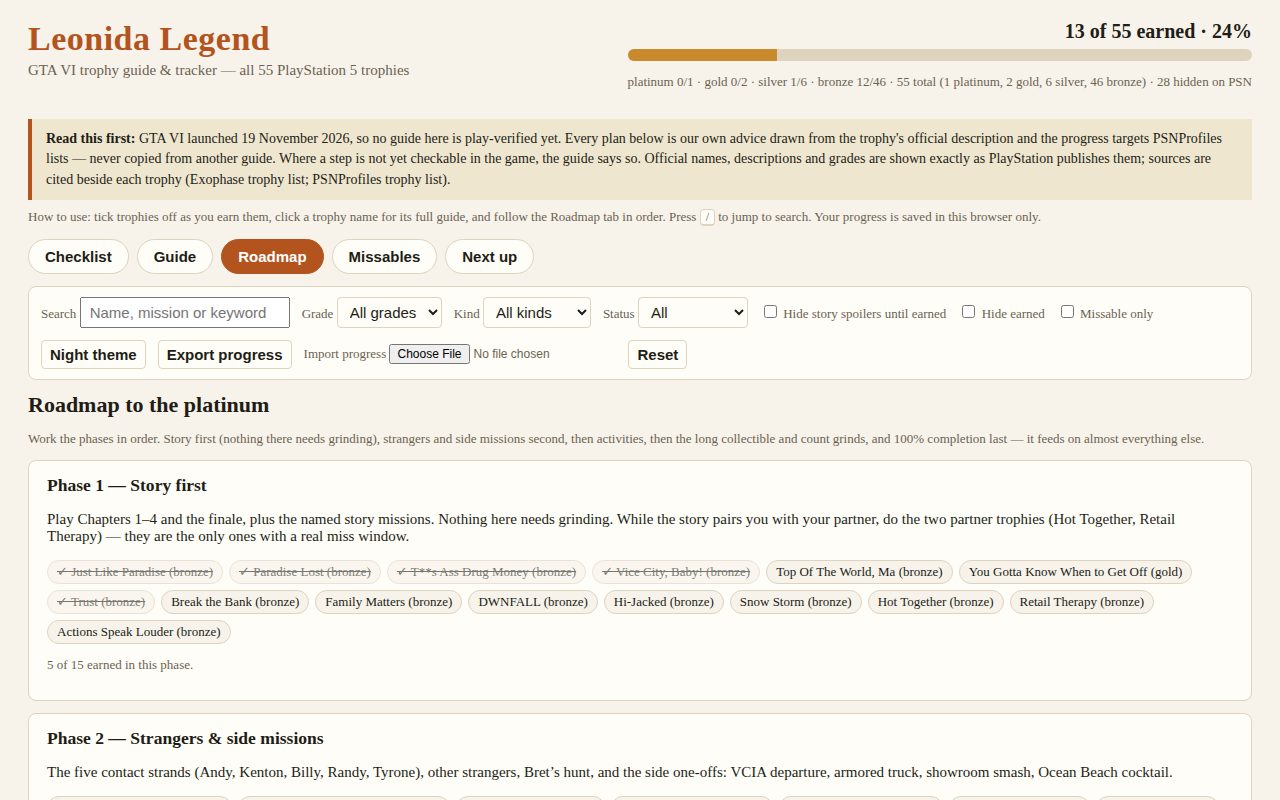 Leonida Legend
GTA VI trophy guide & tracker — all 55 PlayStation 5 trophies
13 of 55 earned · 24%
platinum 0/1 · gold 0/2 · silver 1/6 · bronze 12/46 · 55 total (1 platinum, 2 gold, 6 silver, 46 bronze) · 28 hidden on PSN
Read this first: GTA VI launched 19 November 2026, so no guide here is play-verified yet. Every plan below is our own advice drawn from the trophy's official description and the progress targets PSNProfiles
lists — never copied from another guide. Where a step is not yet checkable in the game, the guide says so. Official names, descriptions and grades are shown exactly as PlayStation publishes them; sources are
cited beside each trophy (Exophase trophy list; PSNProfiles trophy list).
How to use: tick trophies off as you earn them, click a trophy name for its full guide, and follow the Roadmap tab in order. Press / to jump to search. Your progress is saved in this browser only.
Checklist Guide Roadmap Missables Next up
Search Name, mission or keyword Grade All grades Kind All kinds Status All Hide story spoilers until earned Hide earned Missable only
Night theme Export progress Import progress Choose File No file chosen Reset
Roadmap to the platinum
Work the phases in order. Story first (nothing there needs grinding), strangers and side missions second, then activities, then the long collectible and count grinds, and 100% completion last — it feeds on almost everything else.
Phase 1 — Story first
Play Chapters 1–4 and the finale, plus the named story missions. Nothing here needs grinding. While the story pairs you with your partner, do the two partner trophies (Hot Together, Retail
Therapy) — they are the only ones with a real miss window.
✓ Just Like Paradise (bronze) ✓ Paradise Lost (bronze) ✓ T**s Ass Drug Money (bronze) ✓ Vice City, Baby! (bronze) Top Of The World, Ma (bronze) You Gotta Know When to Get Off (gold)
✓ Trust (bronze) Break the Bank (bronze) Family Matters (bronze) DWNFALL (bronze) Hi-Jacked (bronze) Snow Storm (bronze) Hot Together (bronze) Retail Therapy (bronze)
Actions Speak Louder (bronze)
5 of 15 earned in this phase.
Phase 2 — Strangers & side missions
The five contact strands (Andy, Kenton, Billy, Randy, Tyrone), other strangers, Bret’s hunt, and the side one-offs: VCIA departure, armored truck, showroom smash, Ocean Beach cocktail.